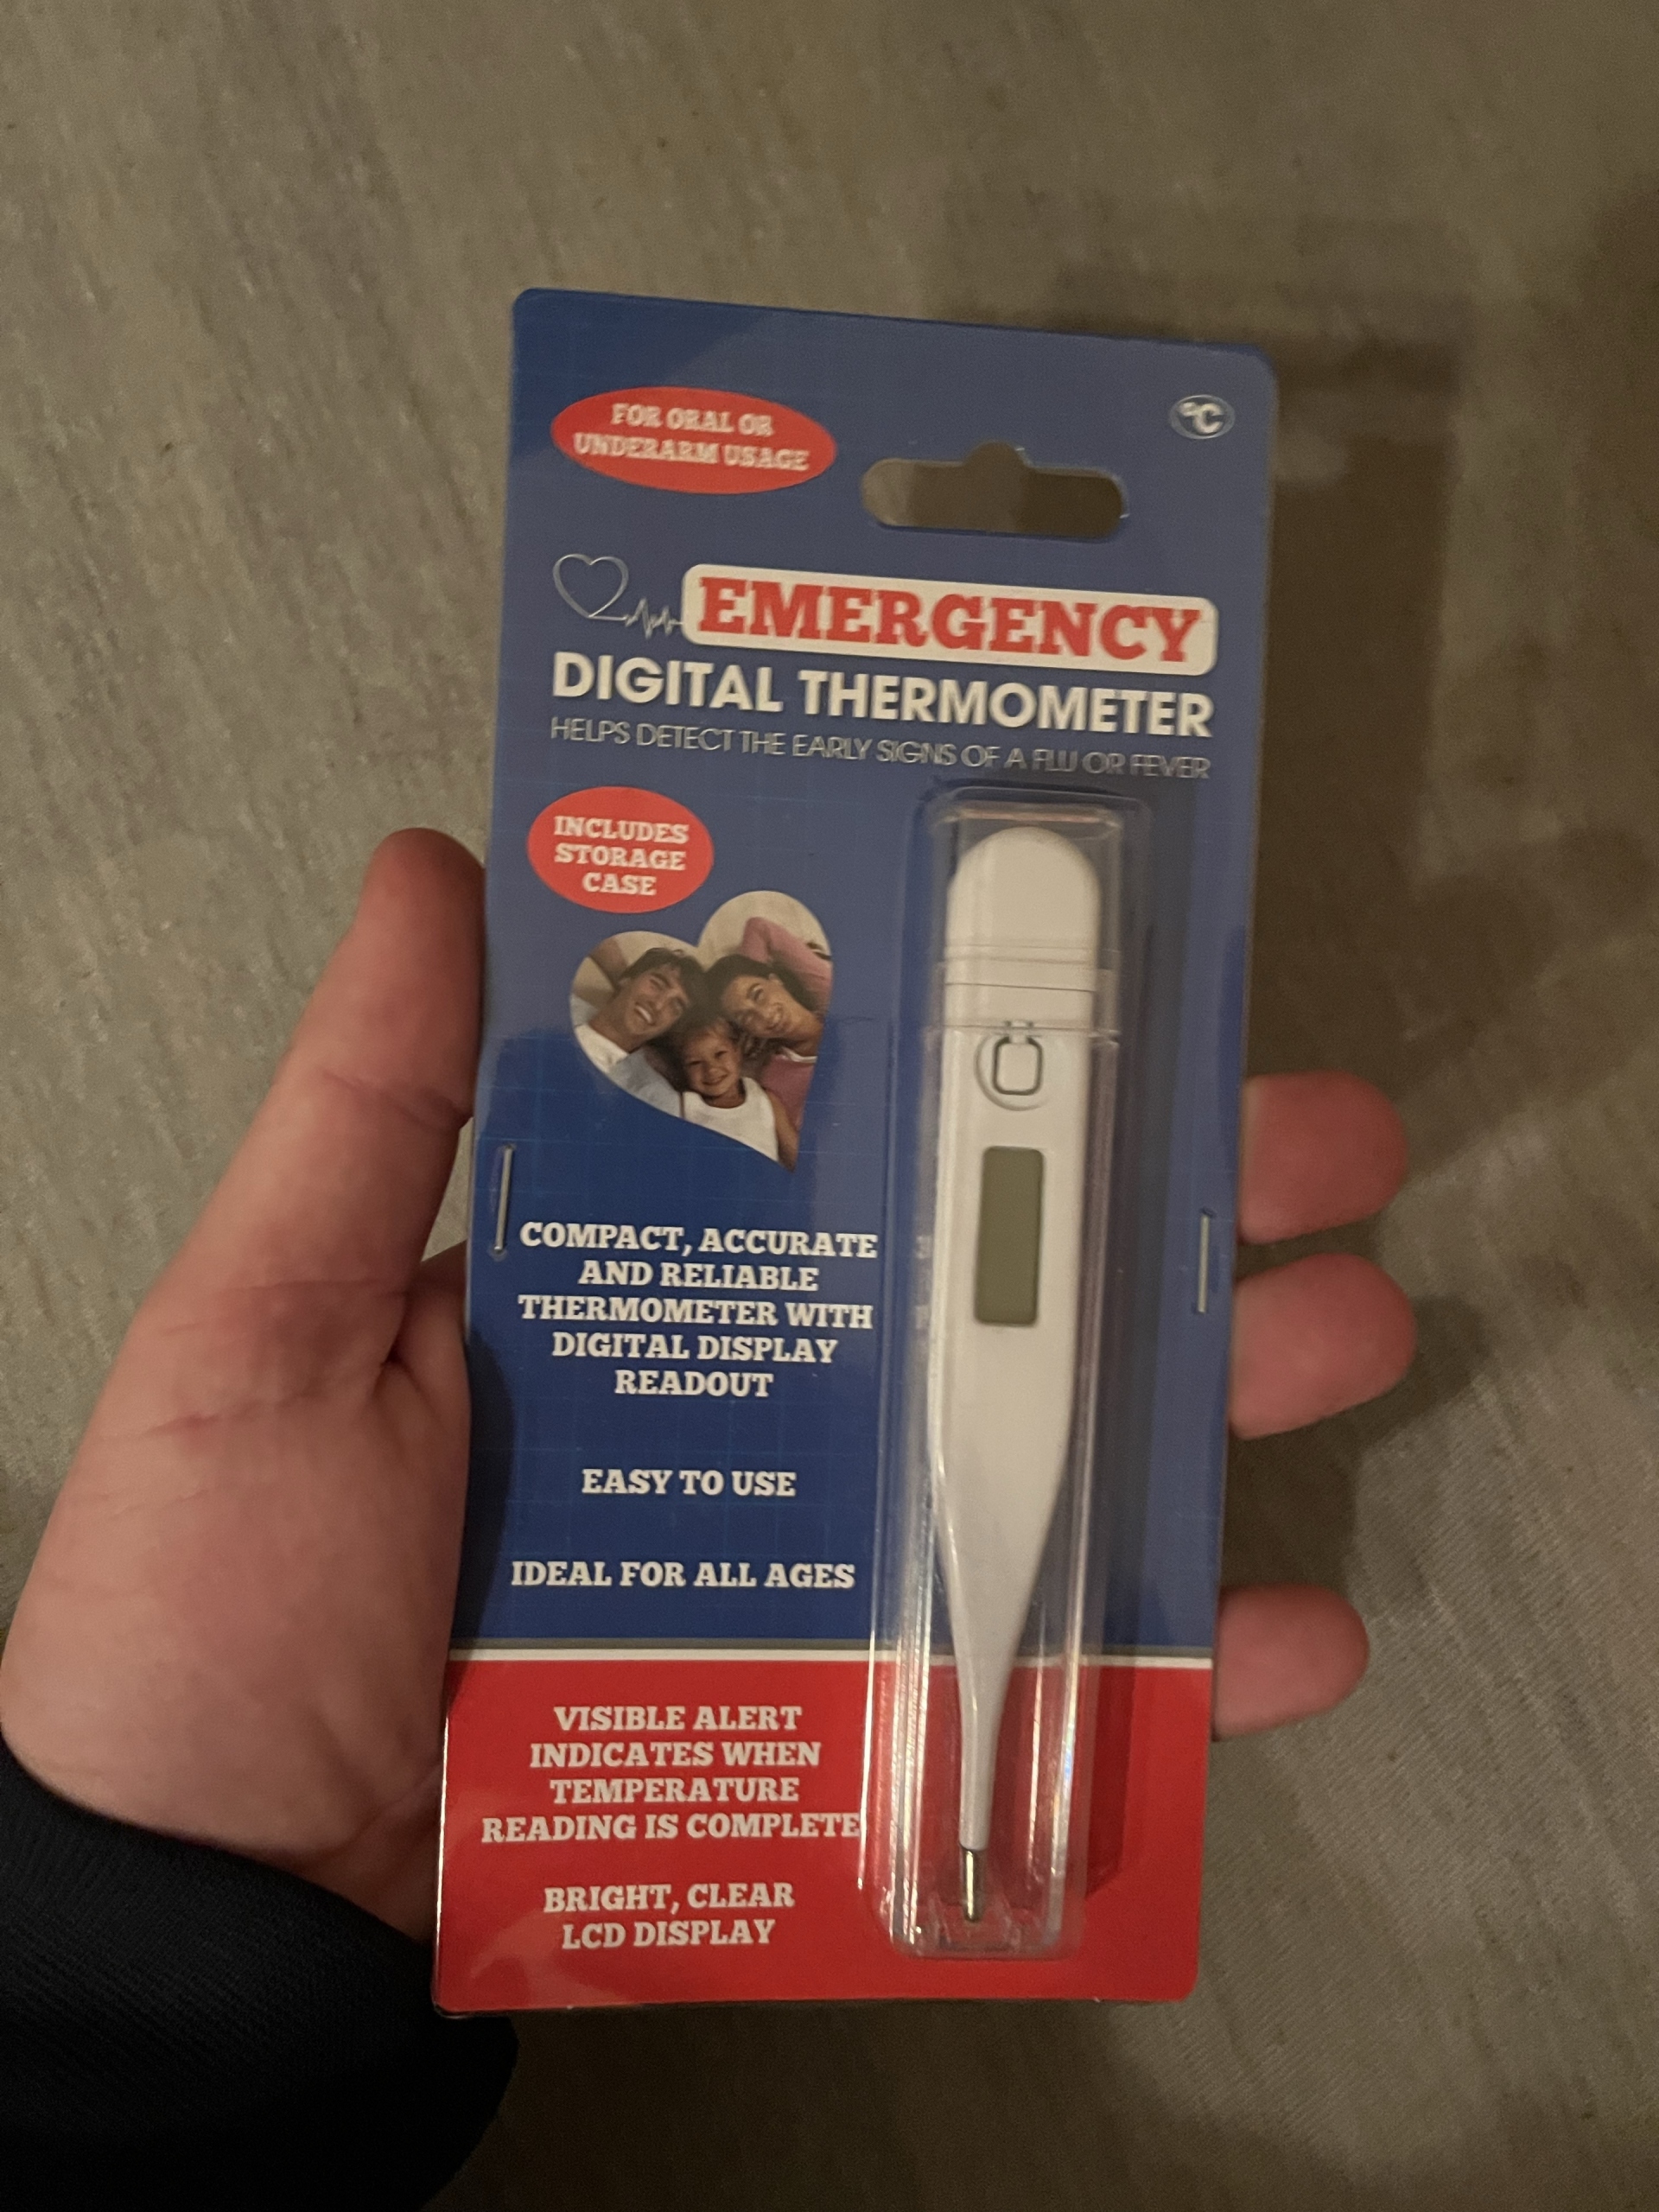 FOR ORAL OR
UNDERARM USAGE
°C
EMERGENCY
DIGITAL THERMOMETER
HELPS DETECT THE EARLY SIGNS OF A FLU OR FEVER
INCLUDES
STORAGE
CASE
COMPACT, ACCURATE
AND RELIABLE
THERMOMETER WITH
DIGITAL DISPLAY
READOUT
EASY TO USE
IDEAL FOR ALL AGES
VISIBLE ALERT
INDICATES WHEN
TEMPERATURE
READING IS COMPLETE
BRIGHT, CLEAR
LCD DISPLAY